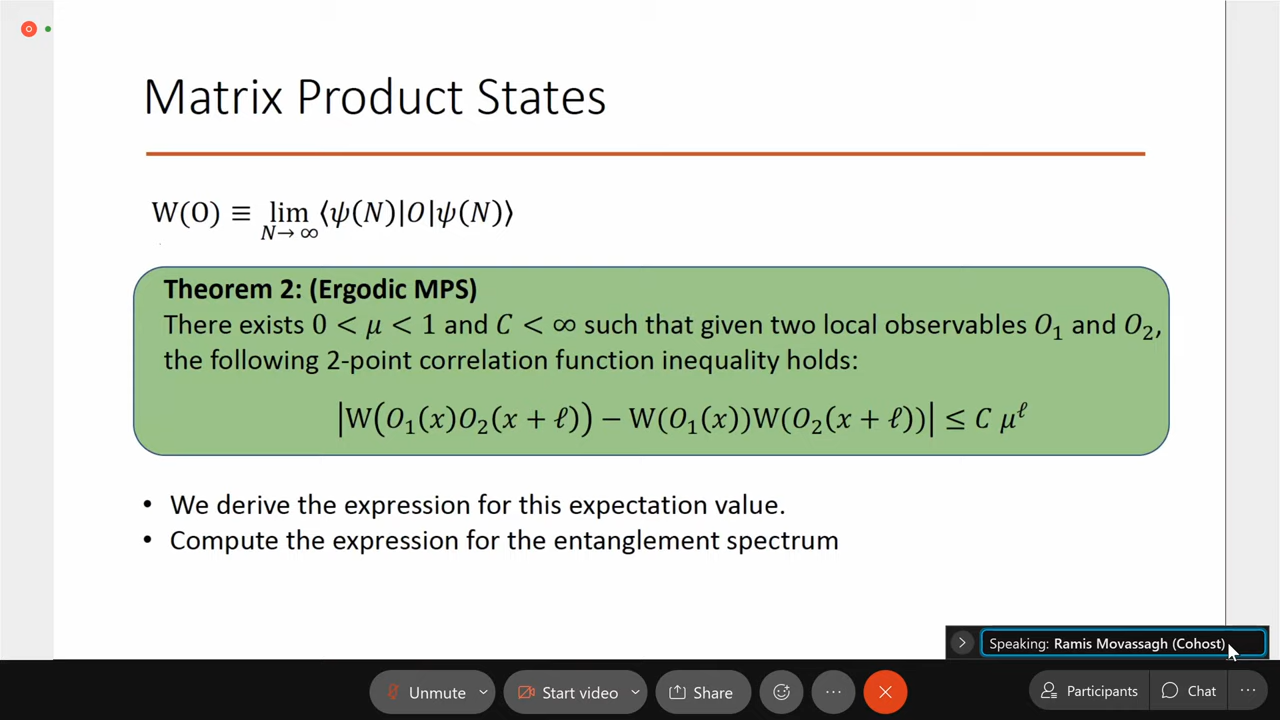 Matrix Product States
W(O) ≡ lim N→∞ ⟨ψ(N)|O|ψ(N)⟩
Theorem 2: (Ergodic MPS)
There exists 0 < μ < 1 and C < ∞ such that given two local observables O₁ and O₂,
the following 2-point correlation function inequality holds:
|W(O₁(x)O₂(x + ℓ)) − W(O₁(x))W(O₂(x + ℓ))| ≤ C μ^ℓ
• We derive the expression for this expectation value.
• Compute the expression for the entanglement spectrum
Speaking: Ramis Movassagh (Cohost)
Unmute Start video Share Participants Chat